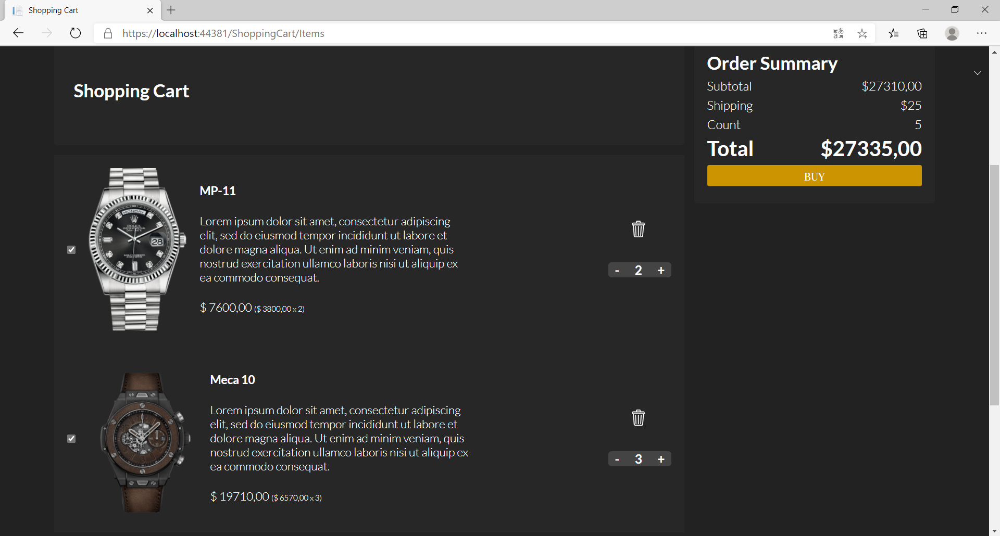 Shopping Cart
https://localhost:44381/ShoppingCart/Items
Shopping Cart
Order Summary
Subtotal $27310,00
Shipping $25
Count 5
Total $27335,00
BUY
MP-11
Lorem ipsum dolor sit amet, consectetur adipiscing
elit, sed do eiusmod tempor incididunt ut labore et
dolore magna aliqua. Ut enim ad minim veniam, quis
nostrud exercitation ullamco laboris nisi ut aliquip ex
ea commodo consequat.
$ 7600,00 ($ 3800,00 x 2)
- 2 +
MONDAY
ROLEX
28
Meca 10
Lorem ipsum dolor sit amet, consectetur adipiscing
elit, sed do eiusmod tempor incididunt ut labore et
dolore magna aliqua. Ut enim ad minim veniam, quis
nostrud exercitation ullamco laboris nisi ut aliquip ex
ea commodo consequat.
$ 19710,00 ($ 6570,00 x 3)
- 3 +